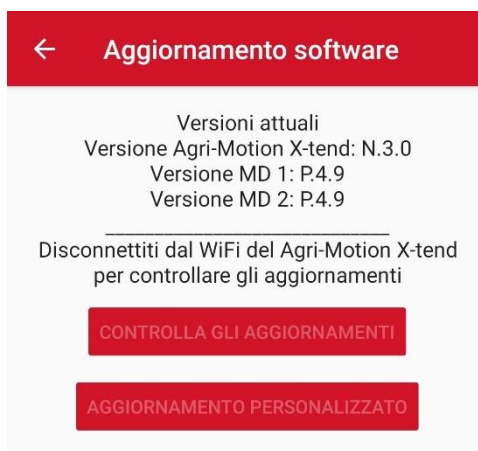 Aggiornamento software
Versioni attuali
Versione Agri-Motion X-tend: N.3.0
Versione MD 1: P.4.9
Versione MD 2: P.4.9
Disconnettiti dal WiFi del Agri-Motion X-tend
per controllare gli aggiornamenti
CONTROLLA GLI AGGIORNAMENTI
AGGIORNAMENTO PERSONALIZZATO